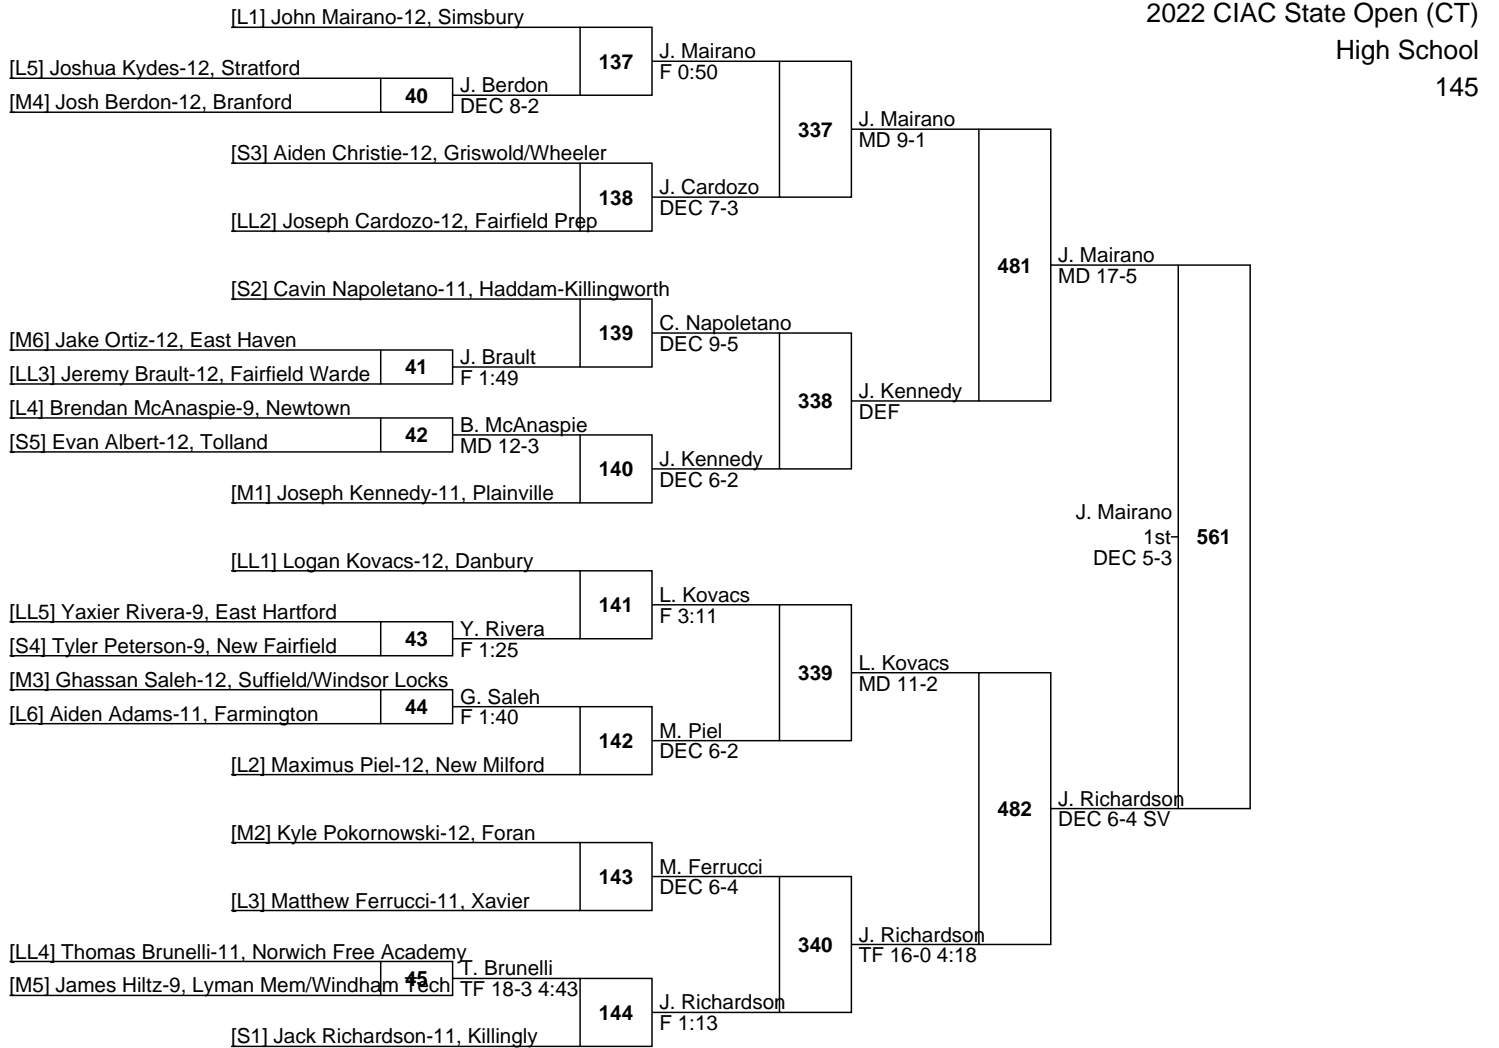 2022 CIAC State Open (CT)
High School
145
[L1] John Mairano-12, Simsbury
[L5] Joshua Kydes-12, Stratford
[M4] Josh Berdon-12, Branford
40
J. Berdon
DEC 8-2
137
J. Mairano
F 0:50
[S3] Aiden Christie-12, Griswold/Wheeler
[LL2] Joseph Cardozo-12, Fairfield Prep
138
J. Cardozo
DEC 7-3
337
J. Mairano
MD 9-1
[S2] Cavin Napoletano-11, Haddam-Killingworth
[M6] Jake Ortiz-12, East Haven
[LL3] Jeremy Brault-12, Fairfield Warde
41
J. Brault
F 1:49
139
C. Napoletano
DEC 9-5
[L4] Brendan McAnaspie-9, Newtown
[S5] Evan Albert-12, Tolland
42
B. McAnaspie
MD 12-3
[M1] Joseph Kennedy-11, Plainville
140
J. Kennedy
DEC 6-2
338
J. Kennedy
DEF
481
J. Mairano
MD 17-5
[LL1] Logan Kovacs-12, Danbury
[LL5] Yaxier Rivera-9, East Hartford
[S4] Tyler Peterson-9, New Fairfield
43
Y. Rivera
F 1:25
141
L. Kovacs
F 3:11
[M3] Ghassan Saleh-12, Suffield/Windsor Locks
[L6] Aiden Adams-11, Farmington
44
G. Saleh
F 1:40
[L2] Maximus Piel-12, New Milford
142
M. Piel
DEC 6-2
339
L. Kovacs
MD 11-2
[M2] Kyle Pokornowski-12, Foran
[L3] Matthew Ferrucci-11, Xavier
143
M. Ferrucci
DEC 6-4
[LL4] Thomas Brunelli-11, Norwich Free Academy
[M5] James Hiltz-9, Lyman Mem/Windham Tech
45
T. Brunelli
TF 18-3 4:43
[S1] Jack Richardson-11, Killingly
144
J. Richardson
F 1:13
340
J. Richardson
TF 16-0 4:18
482
J. Richardson
DEC 6-4 SV
J. Mairano
1st
DEC 5-3
561